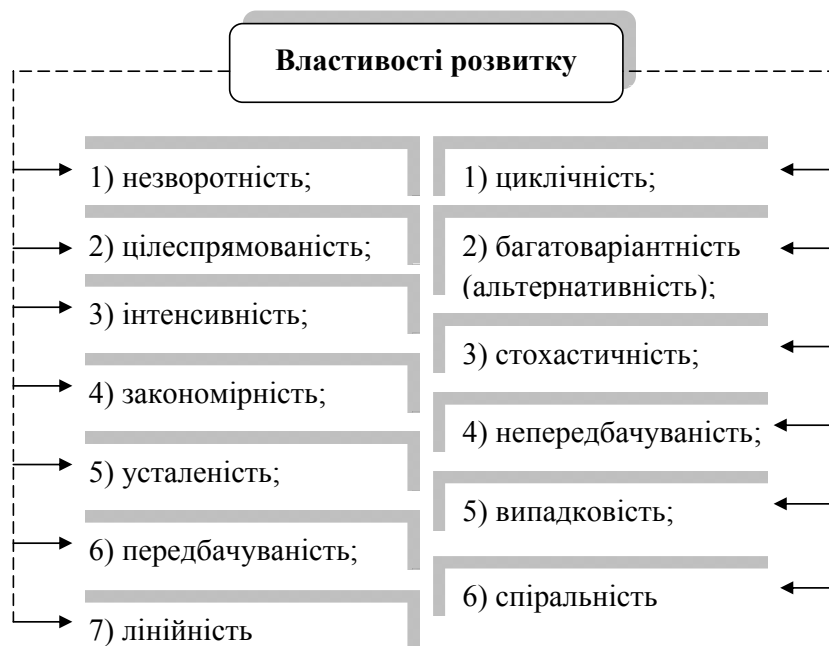 Властивості розвитку
1) незворотність;
2) цілеспрямованість;
3) інтенсивність;
4) закономірність;
5) усталеність;
6) передбачуваність;
7) лінійність
1) циклічність;
2) багатоваріантність
(альтернативність);
3) стохастичність;
4) непередбачуваність;
5) випадковість;
6) спіральність